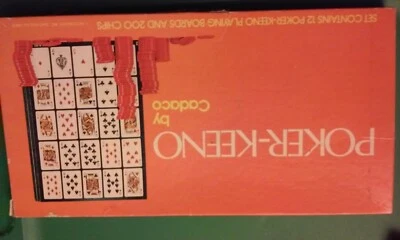 POKER-KEENO
by
Cadaco
SET CONTAINS 12 POKER-KEENO PLAYING BOARDS AND 200 CHIPS